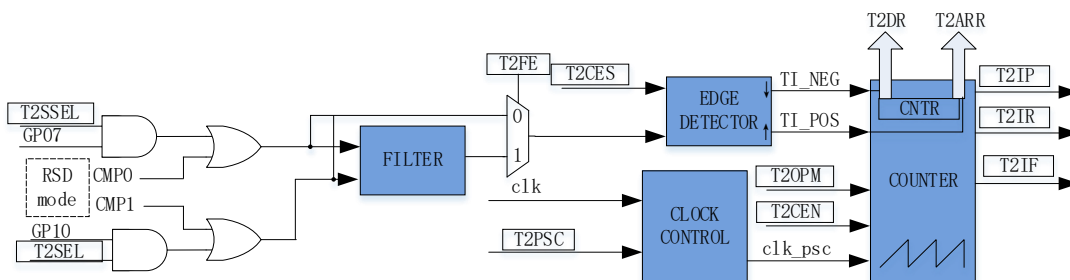 T2DR T2ARR
T2FE
T2CES
TI_NEG
T2IP
T2SSEL
GPO7
0
EDGE
DETECTOR
CNTR
TI_POS
T2IR
FILTER
1
RSD
mode
CMP0
CMP1
clk
T2OPM
COUNTER
T2IF
GP10
T2SEL
T2PSC
CLOCK
CONTROL
T2CEN
clk_psc